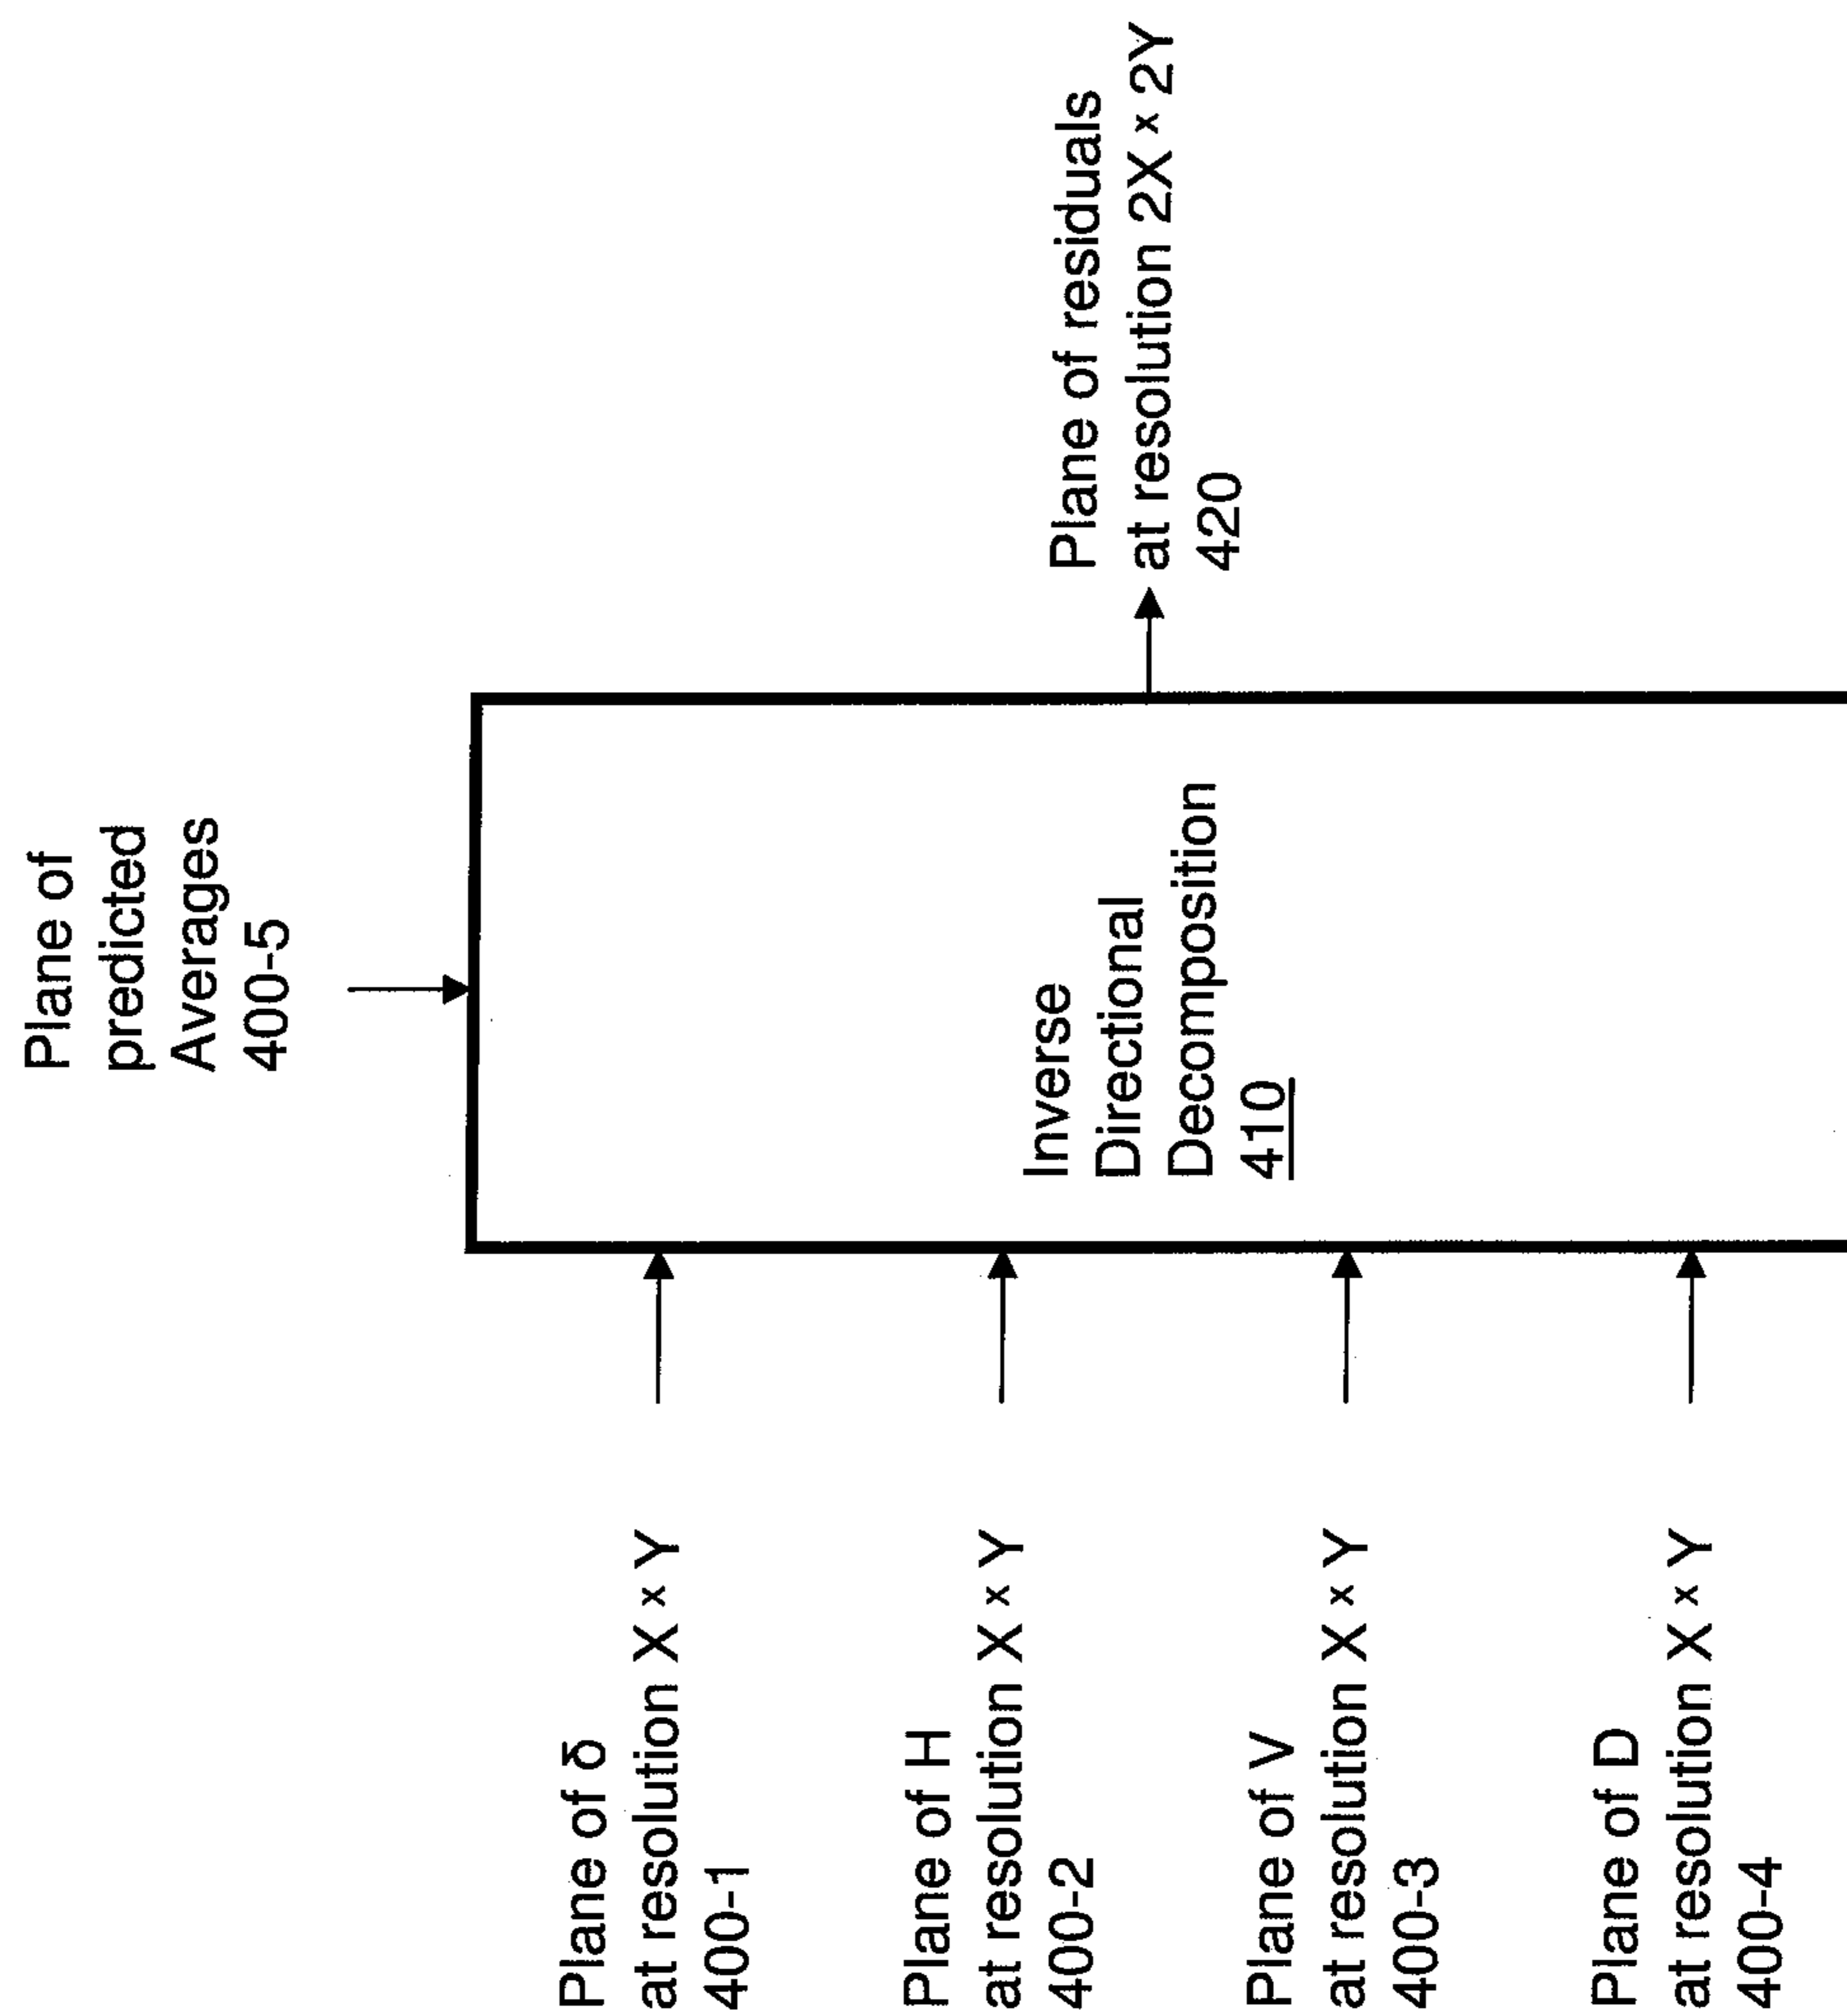 Plane of
predicted
Averages
400-5
Plane of δ
at resolution X × Y
400-1
Plane of H
at resolution X × Y
400-2
Plane of V
at resolution X × Y
400-3
Plane of D
at resolution X × Y
400-4
Inverse
Directional
Decomposition
410
Plane of residuals
at resolution 2X × 2Y
420